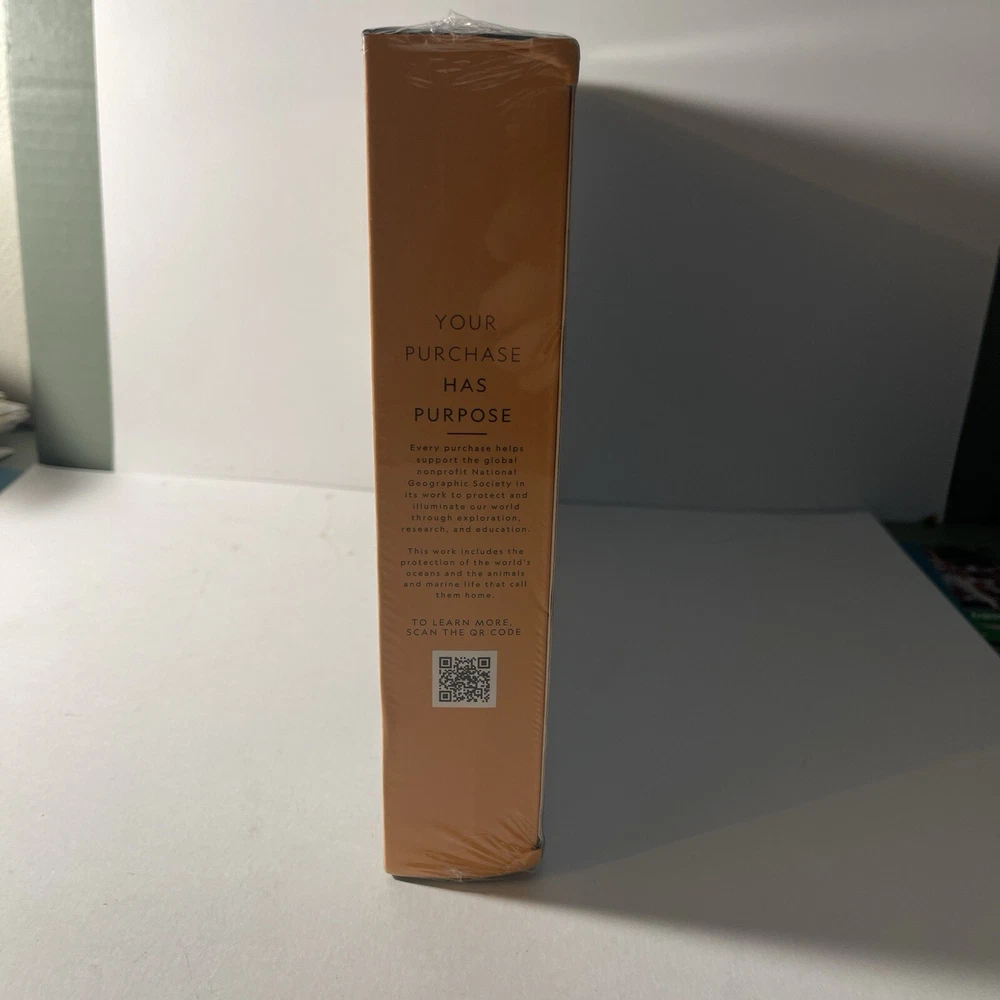 YOUR
PURCHASE
HAS
PURPOSE
Every purchase helps
support the global
nonprofit National
Geographic Society in
its work to protect and
illuminate our world
through exploration,
research, and education.
This work includes the
protection of the world's
oceans and the animals
and marine life that call
them home.
TO LEARN MORE,
SCAN THE QR CODE